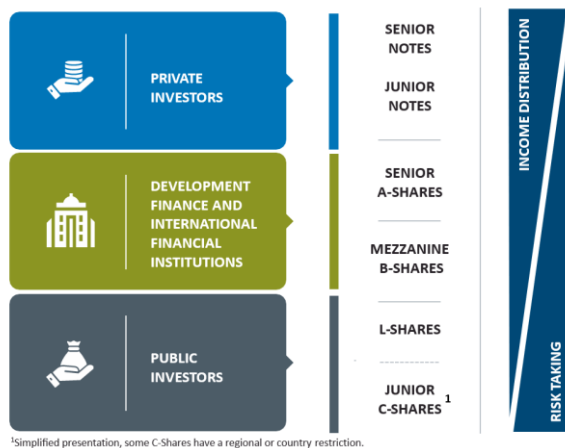 PRIVATE
INVESTORS
SENIOR
NOTES
JUNIOR
NOTES
DEVELOPMENT
FINANCE AND
INTERNATIONAL
FINANCIAL
INSTITUTIONS
SENIOR
A-SHARES
MEZZANINE
B-SHARES
PUBLIC
INVESTORS
L-SHARES
JUNIOR
C-SHARES 1
INCOME DISTRIBUTION
RISK TAKING
1Simplified presentation, some C-Shares have a regional or country restriction.